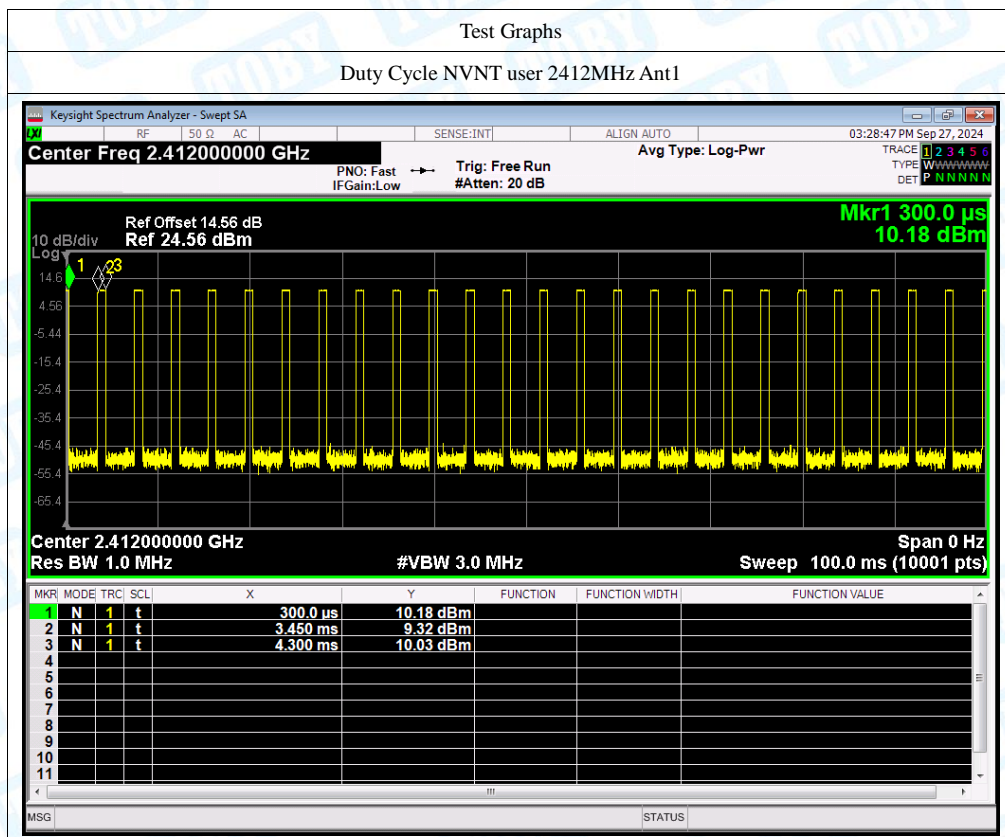 Test Graphs
Duty Cycle NVNT user 2412MHz Ant1
Keysight Spectrum Analyzer - Swept SA
LXI RF 50 Ω AC SENSE:INT ALIGN AUTO 03:28:47 PM Sep 27, 2024
Center Freq 2.412000000 GHz
PNO: Fast
IFGain:Low
Trig: Free Run
#Atten: 20 dB
Avg Type: Log-Pwr
TRACE 1 2 3 4 5 6
TYPE WWWWWW
DET P N N N N N
Mkr1 300.0 µs
10.18 dBm
Ref Offset 14.56 dB
10 dB/div Ref 24.56 dBm
Log
1 2 3
14.6
4.56
-5.44
-15.4
-25.4
-35.4
-45.4
-55.4
-65.4
Center 2.412000000 GHz Span 0 Hz
Res BW 1.0 MHz #VBW 3.0 MHz Sweep 100.0 ms (10001 pts)
MKR MODE TRC SCL X Y FUNCTION FUNCTION WIDTH FUNCTION VALUE
1 N 1 t 300.0 µs 10.18 dBm
2 N 1 t 3.450 ms 9.32 dBm
3 N 1 t 4.300 ms 10.03 dBm
4
5
6
7
8
9
10
11
MSG STATUS
TOBY